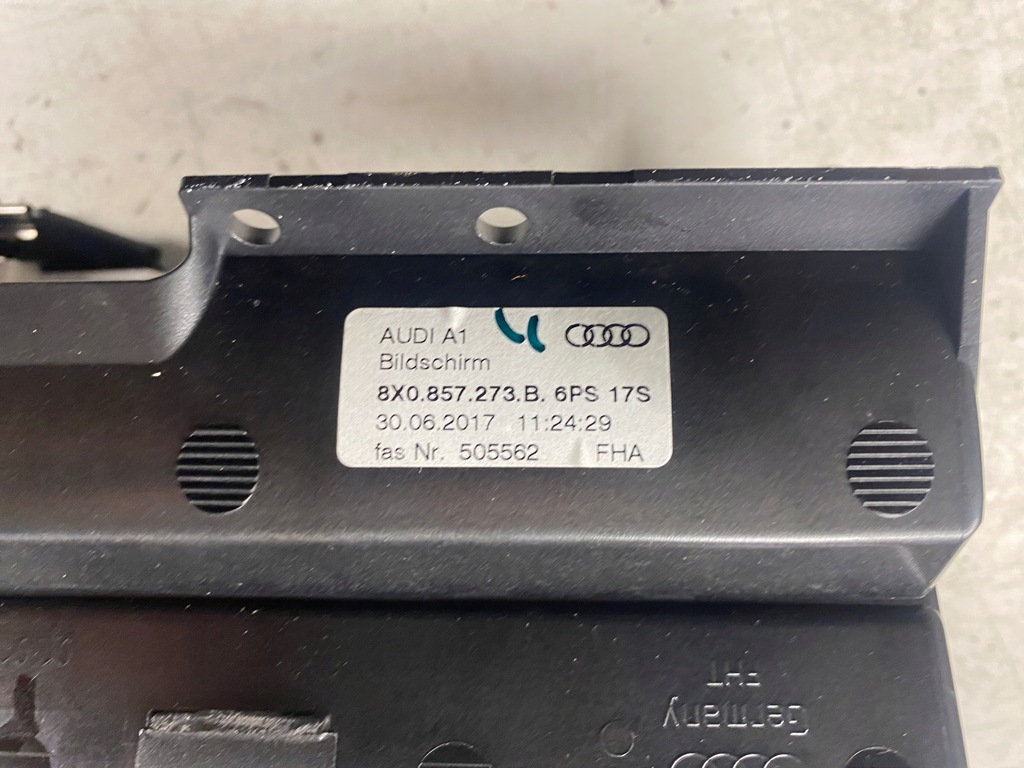 AUDI A1
Bildschirm
8X0.857.273.B. 6PS 17S
30.06.2017 11:24:29
fas Nr. 505562 FHA
Germany
FHT